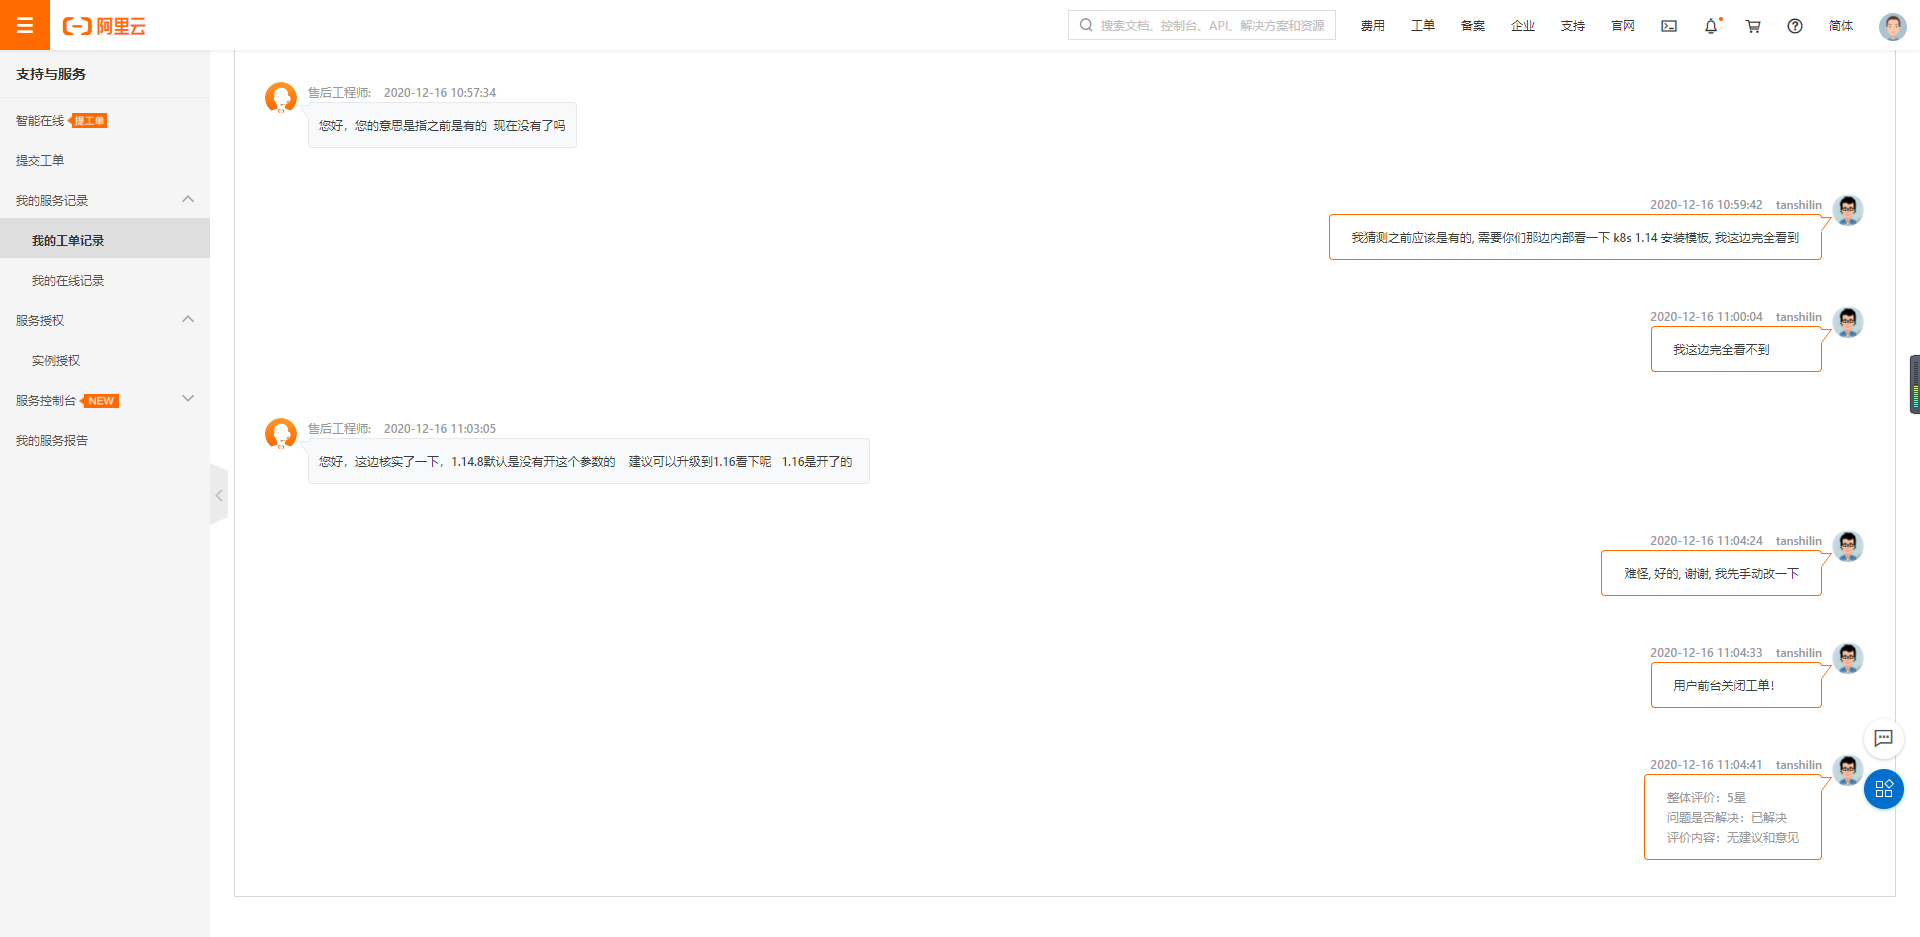 阿里云
搜索文档、控制台、API、解决方案和资源
费用
工单
备案
企业
支持
官网
简体
支持与服务
智能在线 提工单
提交工单
我的服务记录
我的工单记录
我的在线记录
服务授权
实例授权
服务控制台 NEW
我的服务报告
售后工程师: 2020-12-16 10:57:34
您好，您的意思是指之前是有的 现在没有了吗
2020-12-16 10:59:42 tanshilin
我猜测之前应该是有的, 需要你们那边内部看一下 k8s 1.14 安装模板, 我这边完全看到
2020-12-16 11:00:04 tanshilin
我这边完全看不到
售后工程师: 2020-12-16 11:03:05
您好，这边核实了一下，1.14.8默认是没有开这个参数的 建议可以升级到1.16看下呢 1.16是开了的
2020-12-16 11:04:24 tanshilin
难怪, 好的, 谢谢, 我先手动改一下
2020-12-16 11:04:33 tanshilin
用户前台关闭工单!
2020-12-16 11:04:41 tanshilin
整体评价：5星
问题是否解决：已解决
评价内容：无建议和意见